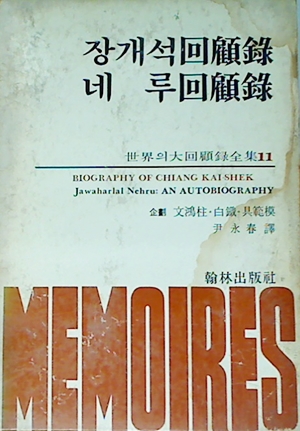 장개석回顧錄
네 루回顧錄
世界의大回顧録全集11
BIOGRAPHY OF CHIANG KAI-SHEK
Jawaharlal Nehru: AN AUTOBIOGRAPHY
企劃 文鴻柱·白鐵·具範模
尹永春 譯
翰林出版社
MEMOIRES